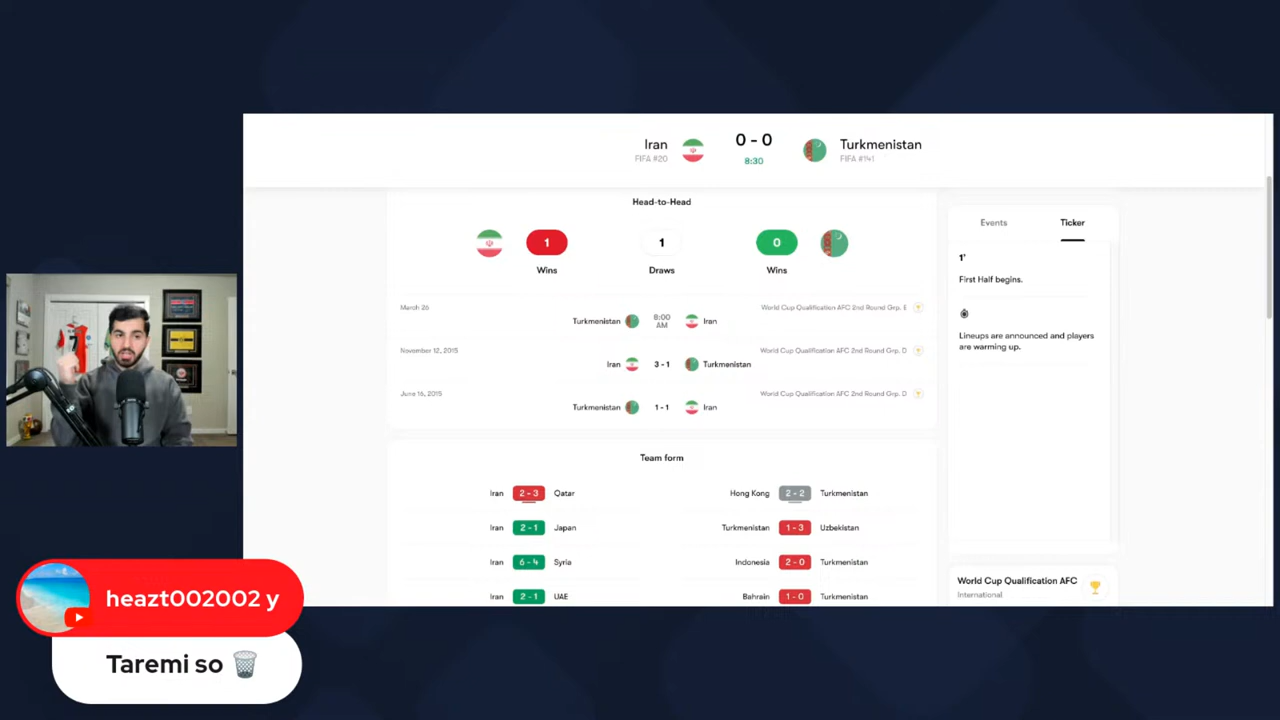 Iran
FIFA #20
0 - 0
8:30
Turkmenistan
FIFA #141
Head-to-Head
1
Wins
1
Draws
0
Wins
March 26
World Cup Qualification AFC 2nd Round Grp. E
Turkmenistan 8:00 AM Iran
November 12, 2015
World Cup Qualification AFC 2nd Round Grp. D
Iran 3 - 1 Turkmenistan
June 16, 2015
World Cup Qualification AFC 2nd Round Grp. D
Turkmenistan 1 - 1 Iran
Team form
Iran 2 - 3 Qatar
Hong Kong 2 - 2 Turkmenistan
Iran 2 - 1 Japan
Turkmenistan 1 - 3 Uzbekistan
Iran 6 - 4 Syria
Indonesia 2 - 0 Turkmenistan
Iran 2 - 1 UAE
Bahrain 1 - 0 Turkmenistan
Events Ticker
1'
First Half begins.
Lineups are announced and players
are warming up.
World Cup Qualification AFC
International
heazt002002 y
Taremi so 🗑️